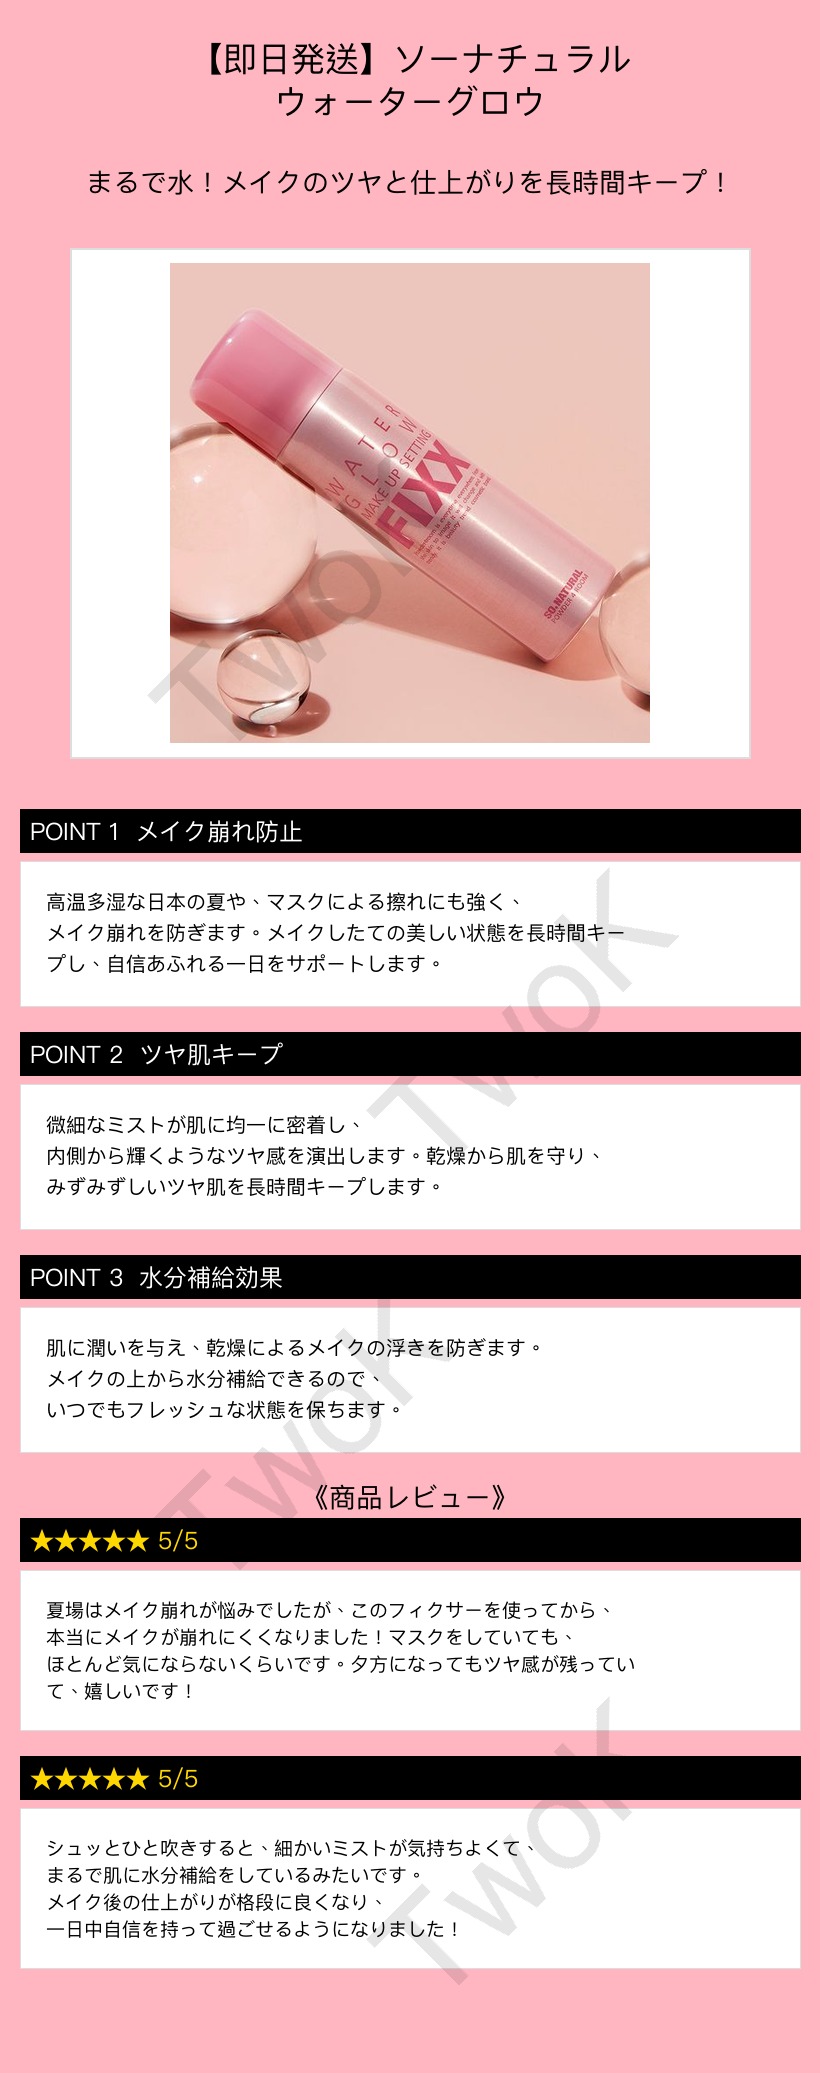 【即日発送】ソーナチュラル
ウォーターグロウ
まるで水！メイクのツヤと仕上がりを長時間キープ！
WATER
GLOW
MAKE UP SETTING
FIXX
SO.NATURAL
POWDER ROOM
TwoK
POINT 1 メイク崩れ防止
高温多湿な日本の夏や、マスクによる擦れにも強く、
メイク崩れを防ぎます。メイクしたての美しい状態を長時間キー
プし、自信あふれる一日をサポートします。
TwoK
POINT 2 ツヤ肌キープ
微細なミストが肌に均一に密着し、
内側から輝くようなツヤ感を演出します。乾燥から肌を守り、
みずみずしいツヤ肌を長時間キープします。
POINT 3 水分補給効果
肌に潤いを与え、乾燥によるメイクの浮きを防ぎます。
メイクの上から水分補給できるので、
いつでもフレッシュな状態を保ちます。
TwoK
《商品レビュー》
★★★★★ 5/5
夏場はメイク崩れが悩みでしたが、このフィクサーを使ってから、
本当にメイクが崩れにくくなりました！マスクをしていても、
ほとんど気にならないくらいです。夕方になってもツヤ感が残ってい
て、嬉しいです！
★★★★★ 5/5
シュッとひと吹きすると、細かいミストが気持ちよくて、
まるで肌に水分補給をしているみたいです。
メイク後の仕上がりが格段に良くなり、
一日中自信を持って過ごせるようになりました！
TwoK